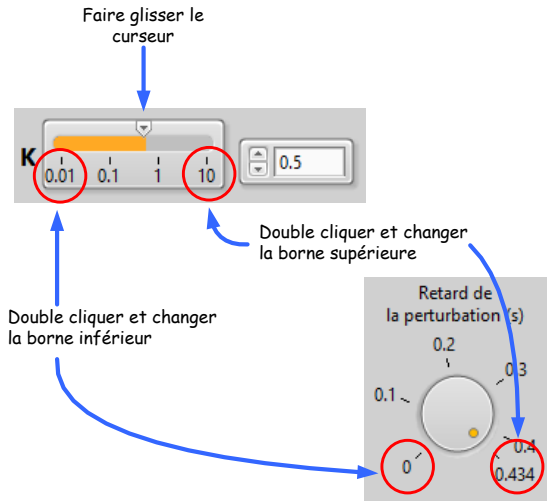 Faire glisser le
curseur
K
0.01 0.1 1 10
0.5
Double cliquer et changer
la borne supérieure
Double cliquer et changer
la borne inférieur
Retard de
la perturbation (s)
0.2
0.3
0.1
0.4
0
0.434